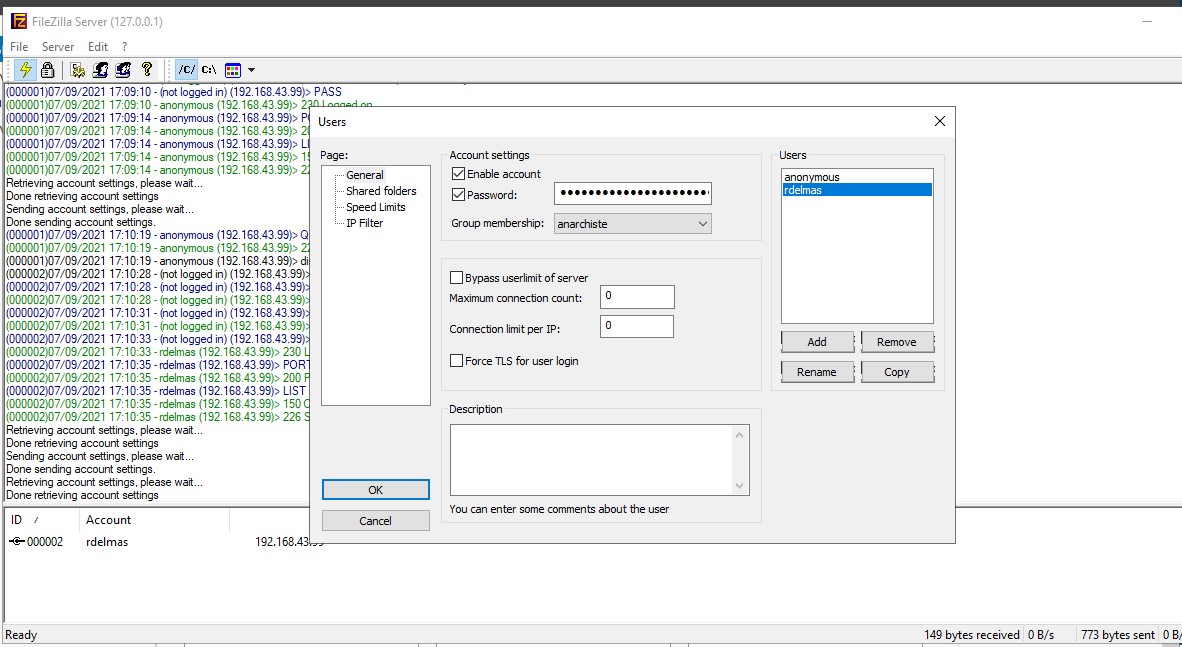 FileZilla Server (127.0.0.1)
File Server Edit ?
/C/ C:\
(000001)07/09/2021 17:09:10 - (not logged in) (192.168.43.99)> PASS
(000001)07/09/2021 17:09:10 - anonymous (192.168.43.99)> 230 Logged on
(000001)07/09/2021 17:09:14 - anonymous (192.168.43.99)>
(000001)07/09/2021 17:09:14 - anonymous (192.168.43.99)> 20
(000001)07/09/2021 17:09:14 - anonymous (192.168.43.99)> LI
(000001)07/09/2021 17:09:14 - anonymous (192.168.43.99)> 15
(000001)07/09/2021 17:09:14 - anonymous (192.168.43.99)> 22
Retrieving account settings, please wait...
Done retrieving account settings
Sending account settings, please wait...
Done sending account settings.
(000001)07/09/2021 17:10:19 - anonymous (192.168.43.99)> Q
(000001)07/09/2021 17:10:19 - anonymous (192.168.43.99)> 22
(000001)07/09/2021 17:10:19 - anonymous (192.168.43.99)> di
(000002)07/09/2021 17:10:28 - (not logged in) (192.168.43.99)>
(000002)07/09/2021 17:10:28 - (not logged in) (192.168.43.99)>
(000002)07/09/2021 17:10:28 - (not logged in) (192.168.43.99)>
(000002)07/09/2021 17:10:31 - (not logged in) (192.168.43.99)>
(000002)07/09/2021 17:10:31 - (not logged in) (192.168.43.99)>
(000002)07/09/2021 17:10:33 - (not logged in) (192.168.43.99)>
(000002)07/09/2021 17:10:33 - rdelmas (192.168.43.99)> 230 L
(000002)07/09/2021 17:10:35 - rdelmas (192.168.43.99)> PORT
(000002)07/09/2021 17:10:35 - rdelmas (192.168.43.99)> 200 P
(000002)07/09/2021 17:10:35 - rdelmas (192.168.43.99)> LIST
(000002)07/09/2021 17:10:35 - rdelmas (192.168.43.99)> 150 O
(000002)07/09/2021 17:10:35 - rdelmas (192.168.43.99)> 226 S
Retrieving account settings, please wait...
Done retrieving account settings
Sending account settings, please wait...
Done sending account settings.
Retrieving account settings, please wait...
Done retrieving account settings
Users
Page:
General
Shared folders
Speed Limits
IP Filter
OK
Cancel
Account settings
Enable account
Password:
Group membership: anarchiste
Bypass userlimit of server
Maximum connection count: 0
Connection limit per IP: 0
Force TLS for user login
Description
You can enter some comments about the user
Users
anonymous
rdelmas
Add Remove
Rename Copy
ID / Account
000002 rdelmas 192.168.43.99
Ready 149 bytes received 0 B/s 773 bytes sent 0 B/